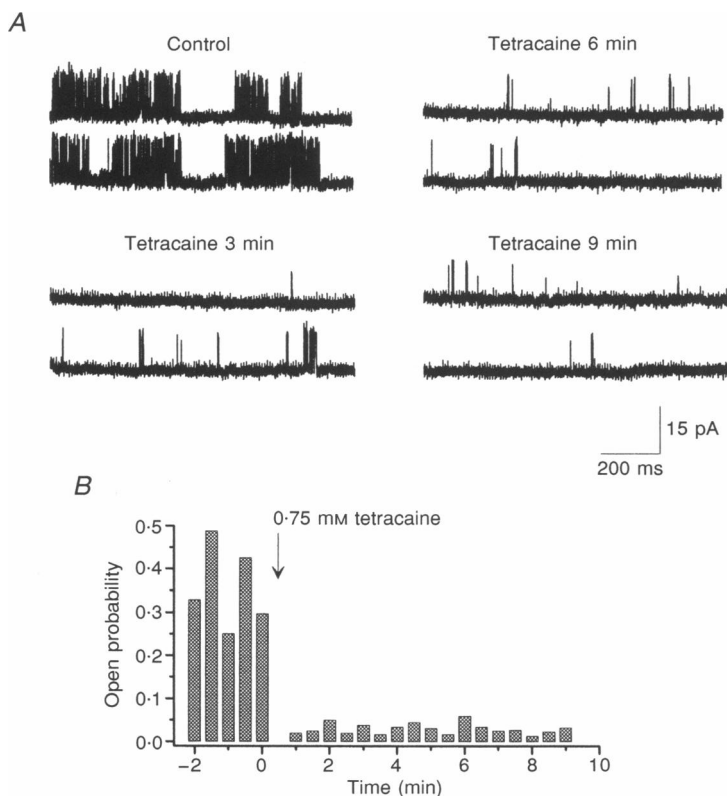 A
Control
Tetracaine 6 min
Tetracaine 3 min
Tetracaine 9 min
15 pA
200 ms
B
0·75 mM tetracaine
Open probability
0·5
0·4
0·3
0·2
0·1
0·0
−2 0 2 4 6 8 10
Time (min)